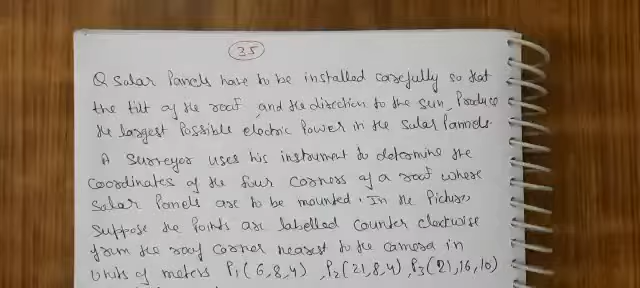 35
Q Solar Panels have to be installed carefully so that
the tilt of the roof, and the direction to the sun, Produce
the largest Possible electric Power in the Solar Pannels.
A Surveyor uses his instrument to determine the
Coordinates of the four corners of a roof where
Solar Panels are to be mounted. In the Picture,
Suppose the Points are labelled counter clockwise
from the roof corner nearest to the camera in
units of meters P₁(6,8,4), P₂(21,8,4), P₃(21,16,10)